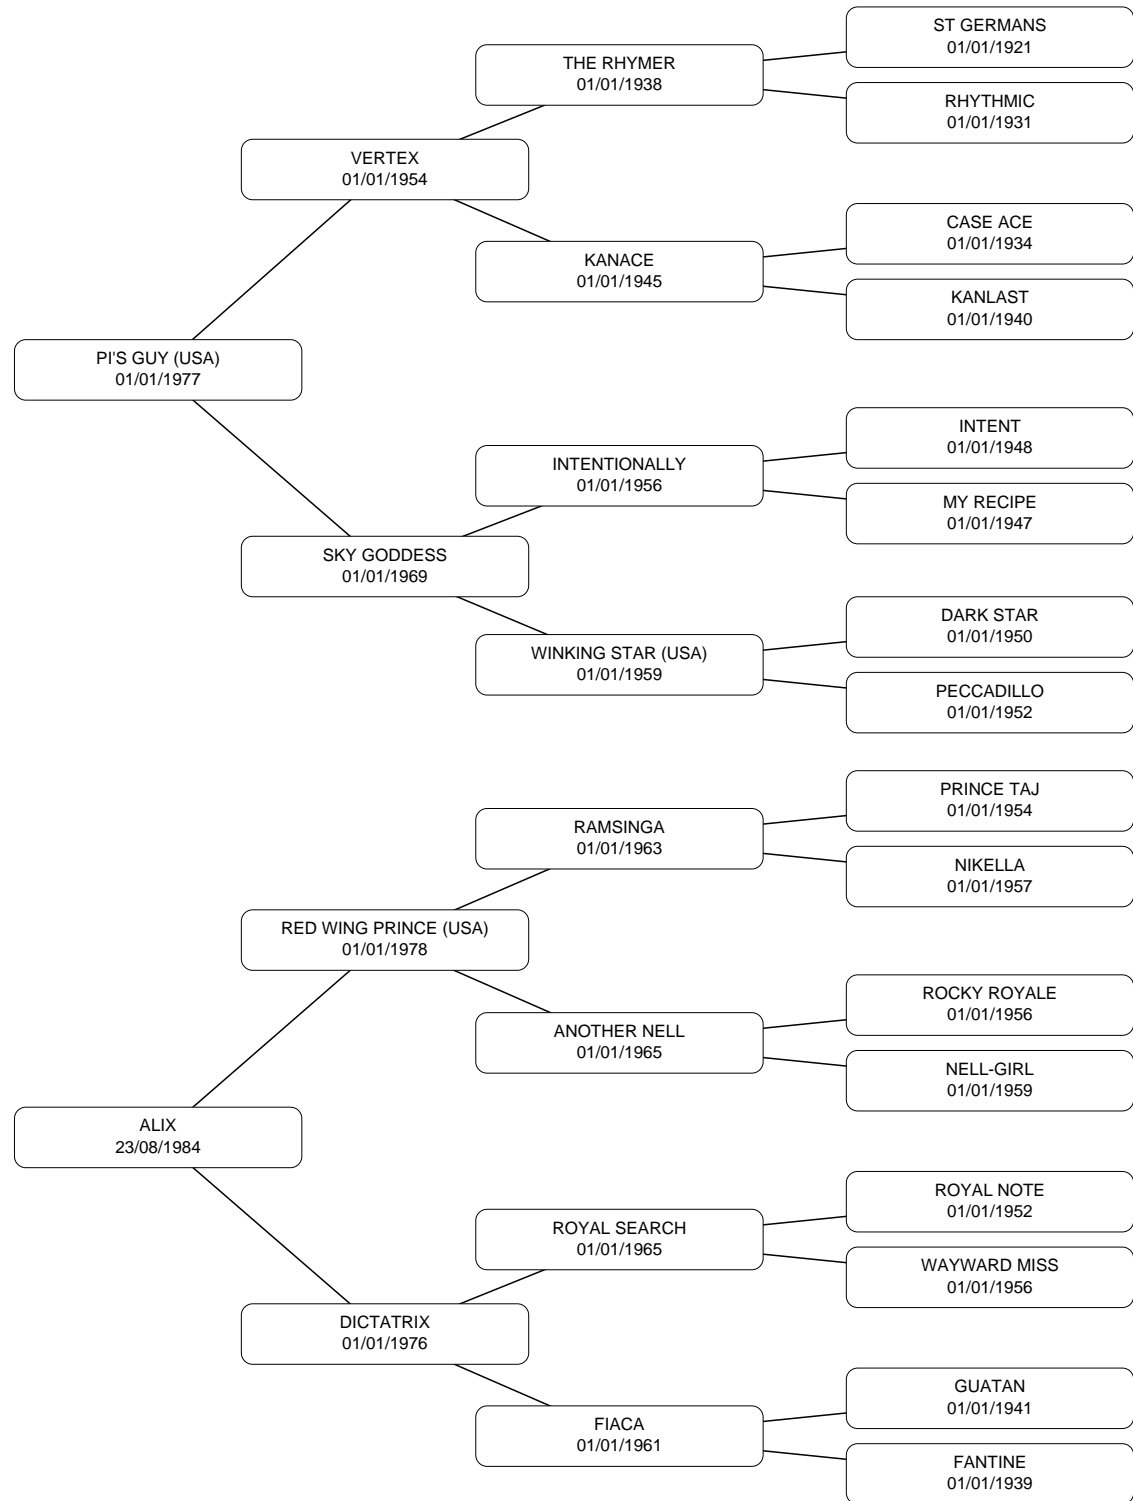 ST GERMANS
01/01/1921
THE RHYMER
01/01/1938
RHYTHMIC
01/01/1931
VERTEX
01/01/1954
CASE ACE
01/01/1934
KANACE
01/01/1945
KANLAST
01/01/1940
PI'S GUY (USA)
01/01/1977
INTENT
01/01/1948
INTENTIONALLY
01/01/1956
MY RECIPE
01/01/1947
SKY GODDESS
01/01/1969
DARK STAR
01/01/1950
WINKING STAR (USA)
01/01/1959
PECCADILLO
01/01/1952
PRINCE TAJ
01/01/1954
RAMSINGA
01/01/1963
NIKELLA
01/01/1957
RED WING PRINCE (USA)
01/01/1978
ROCKY ROYALE
01/01/1956
ANOTHER NELL
01/01/1965
NELL-GIRL
01/01/1959
ALIX
23/08/1984
ROYAL NOTE
01/01/1952
ROYAL SEARCH
01/01/1965
WAYWARD MISS
01/01/1956
DICTATRIX
01/01/1976
GUATAN
01/01/1941
FIACA
01/01/1961
FANTINE
01/01/1939